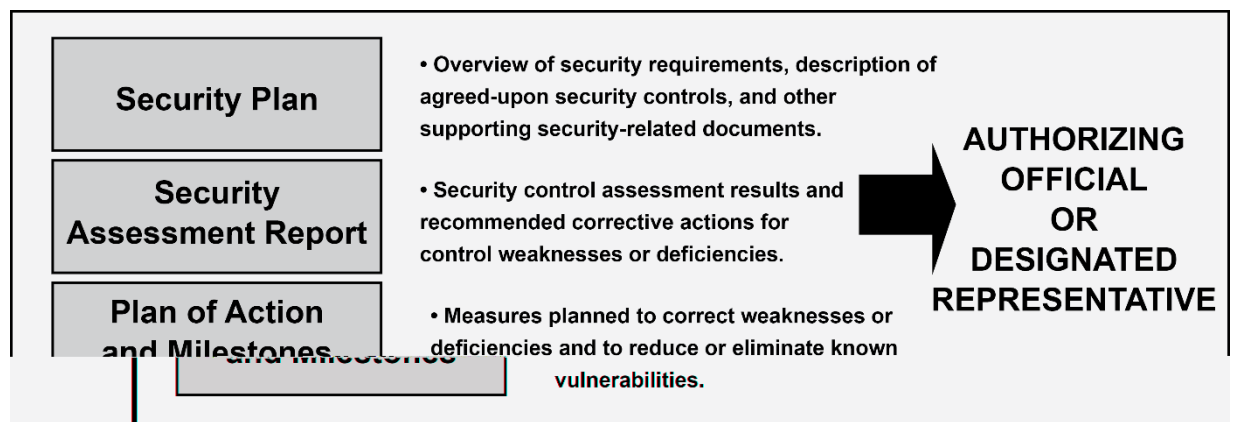 Security Plan
• Overview of security requirements, description of
agreed-upon security controls, and other
supporting security-related documents.
Security
Assessment Report
• Security control assessment results and
recommended corrective actions for
control weaknesses or deficiencies.
Plan of Action
and Milestones
• Measures planned to correct weaknesses or
deficiencies and to reduce or eliminate known
vulnerabilities.
AUTHORIZING
OFFICIAL
OR
DESIGNATED
REPRESENTATIVE